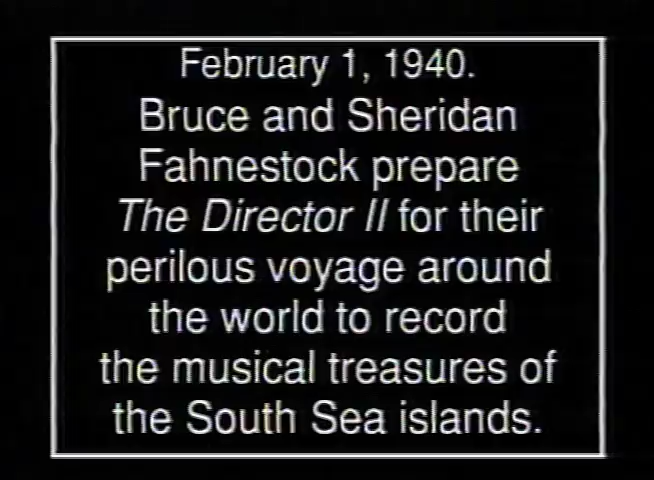 February 1, 1940.
Bruce and Sheridan
Fahnestock prepare
The Director II for their
perilous voyage around
the world to record
the musical treasures of
the South Sea islands.